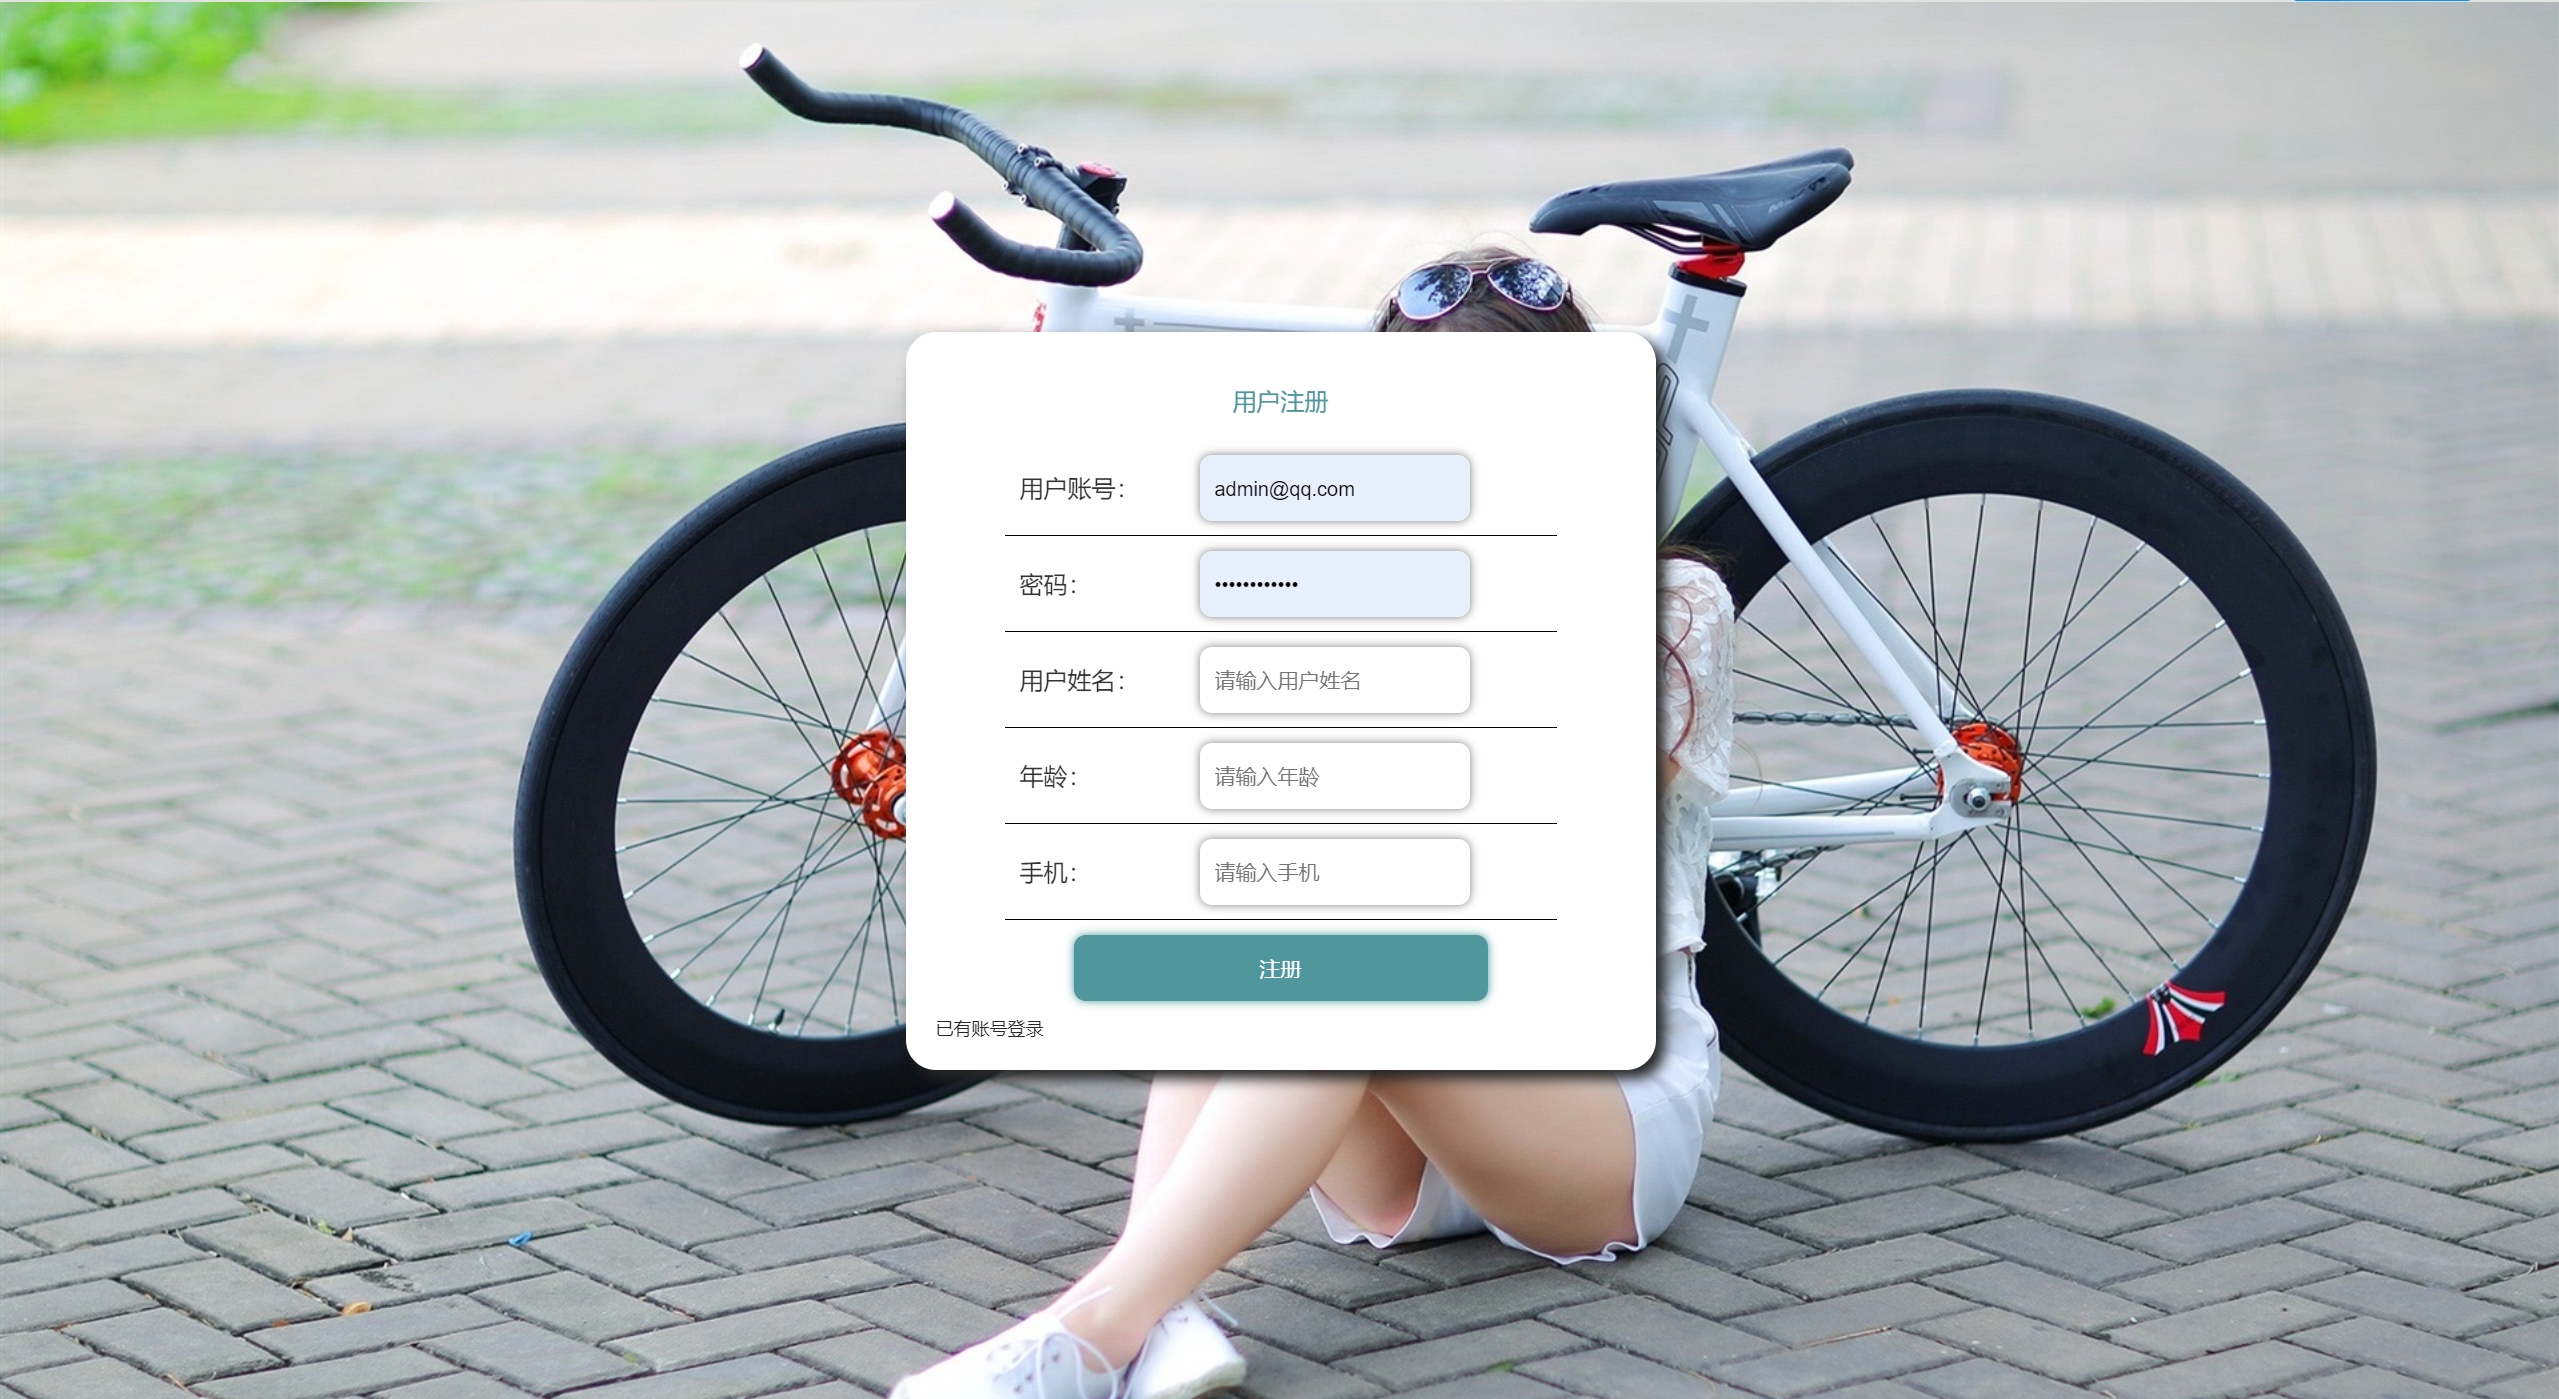 用户注册
用户账号： admin@qq.com
密码： ••••••••••••
用户姓名： 请输入用户姓名
年龄： 请输入年龄
手机： 请输入手机
注册
已有账号登录